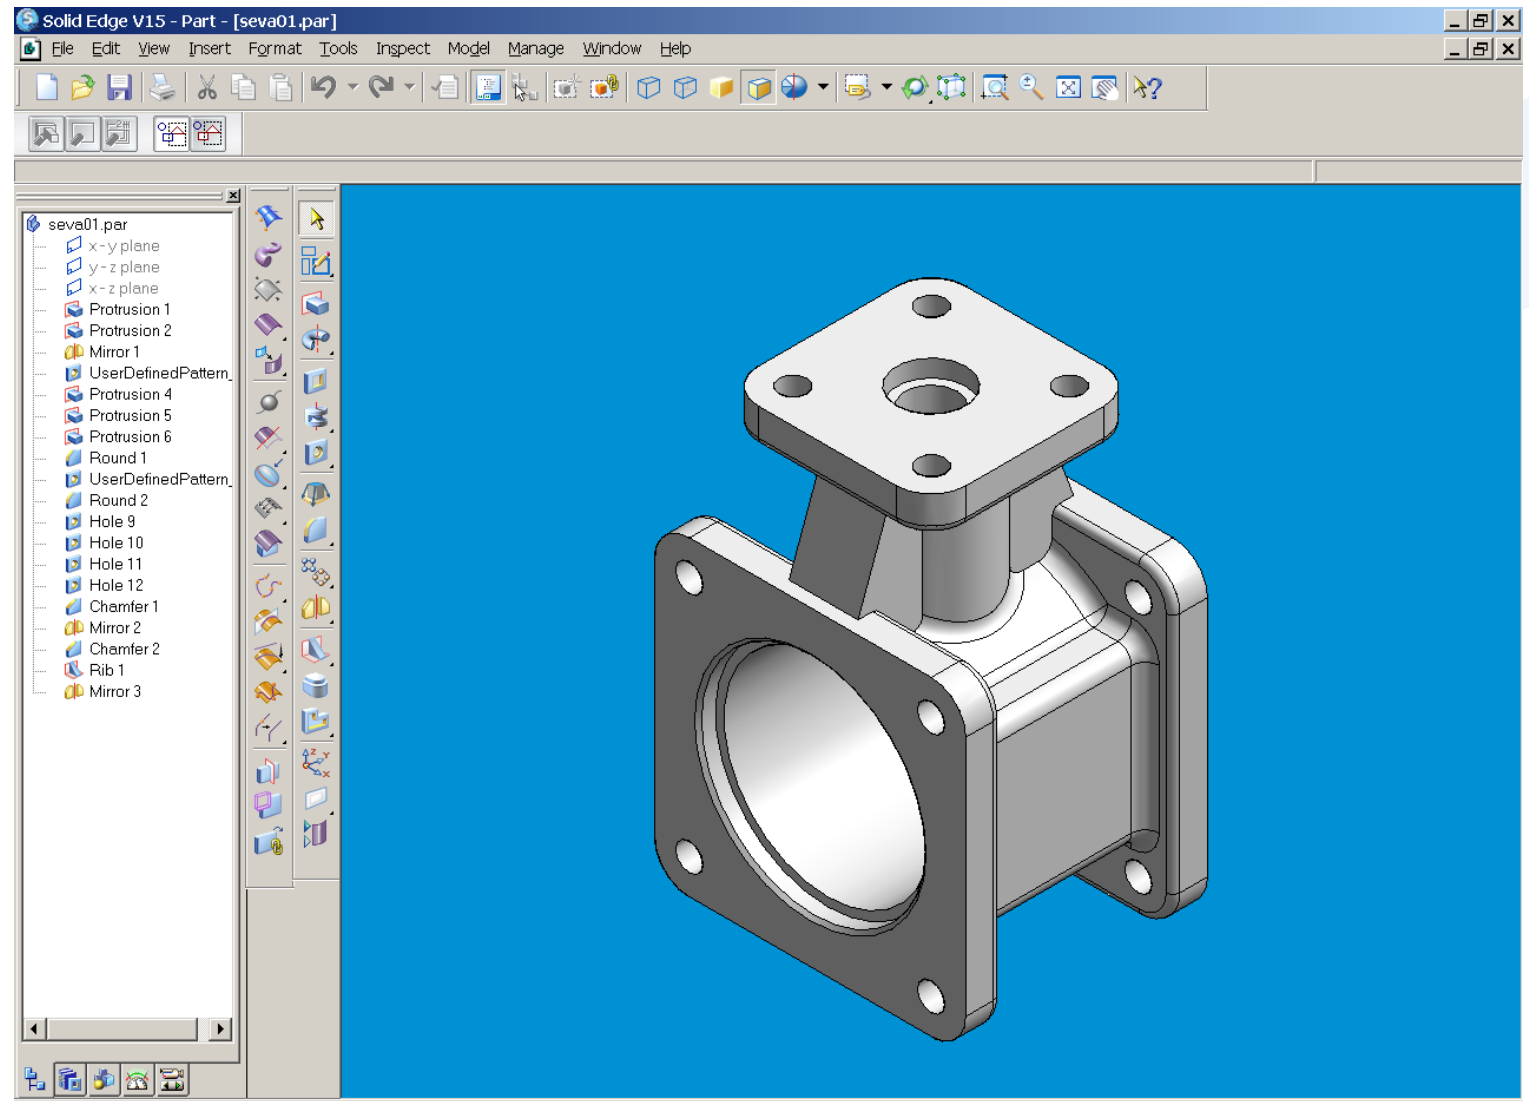 Solid Edge V15 - Part - [seva01.par]
File Edit View Insert Format Tools Inspect Model Manage Window Help
seva01.par
x-y plane
y-z plane
x-z plane
Protrusion 1
Protrusion 2
Mirror 1
UserDefinedPattern_
Protrusion 4
Protrusion 5
Protrusion 6
Round 1
UserDefinedPattern_
Round 2
Hole 9
Hole 10
Hole 11
Hole 12
Chamfer 1
Mirror 2
Chamfer 2
Rib 1
Mirror 3